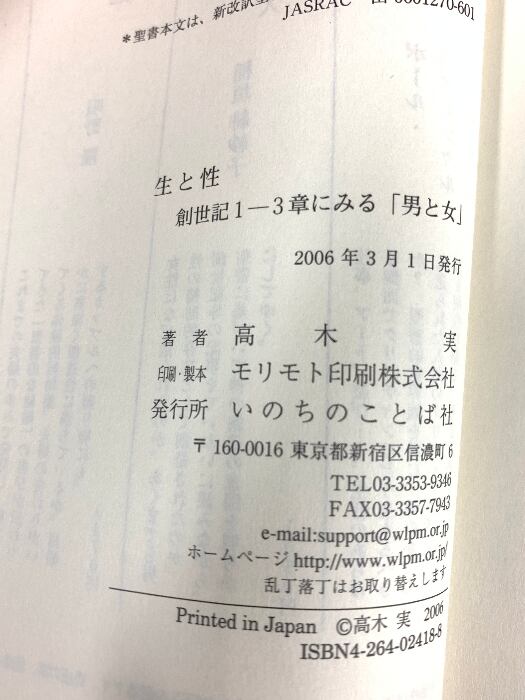 ＊聖書本文は、新改訳
JASRAC 出 0601270-601
生と性
創世記1―3章にみる「男と女」
2006年3月1日発行
著者 高木 実
印刷・製本 モリモト印刷株式会社
発行所 いのちのことば社
〒160-0016 東京都新宿区信濃町6
TEL03-3353-9346
FAX03-3357-7943
e-mail:support@wlpm.or.jp
ホームページ http://www.wlpm.or.jp/
乱丁落丁はお取り替えします
Printed in Japan ©高木 実 2006
ISBN4-264-02418-8